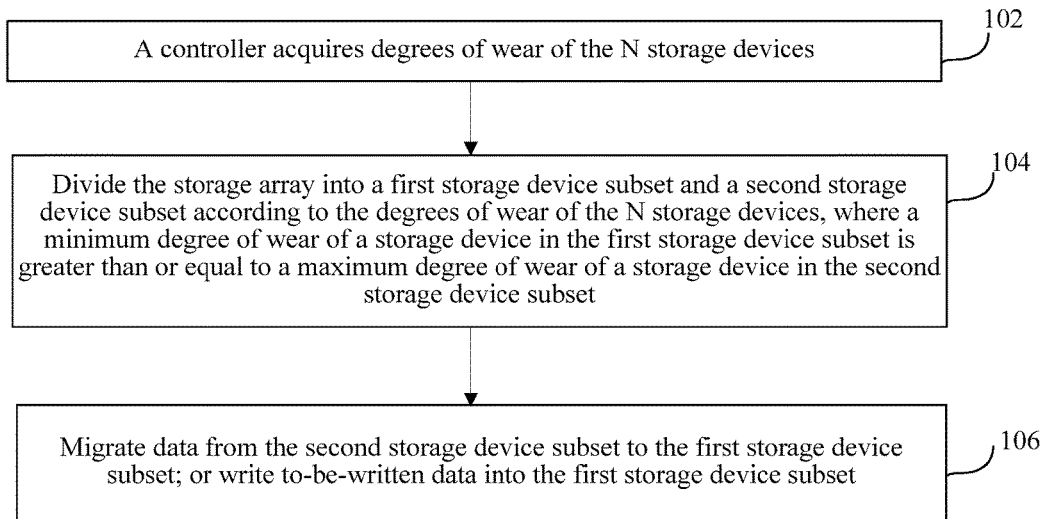 102
A controller acquires degrees of wear of the N storage devices
104
Divide the storage array into a first storage device subset and a second storage
device subset according to the degrees of wear of the N storage devices, where a
minimum degree of wear of a storage device in the first storage device subset is
greater than or equal to a maximum degree of wear of a storage device in the second
storage device subset
106
Migrate data from the second storage device subset to the first storage device
subset; or write to-be-written data into the first storage device subset